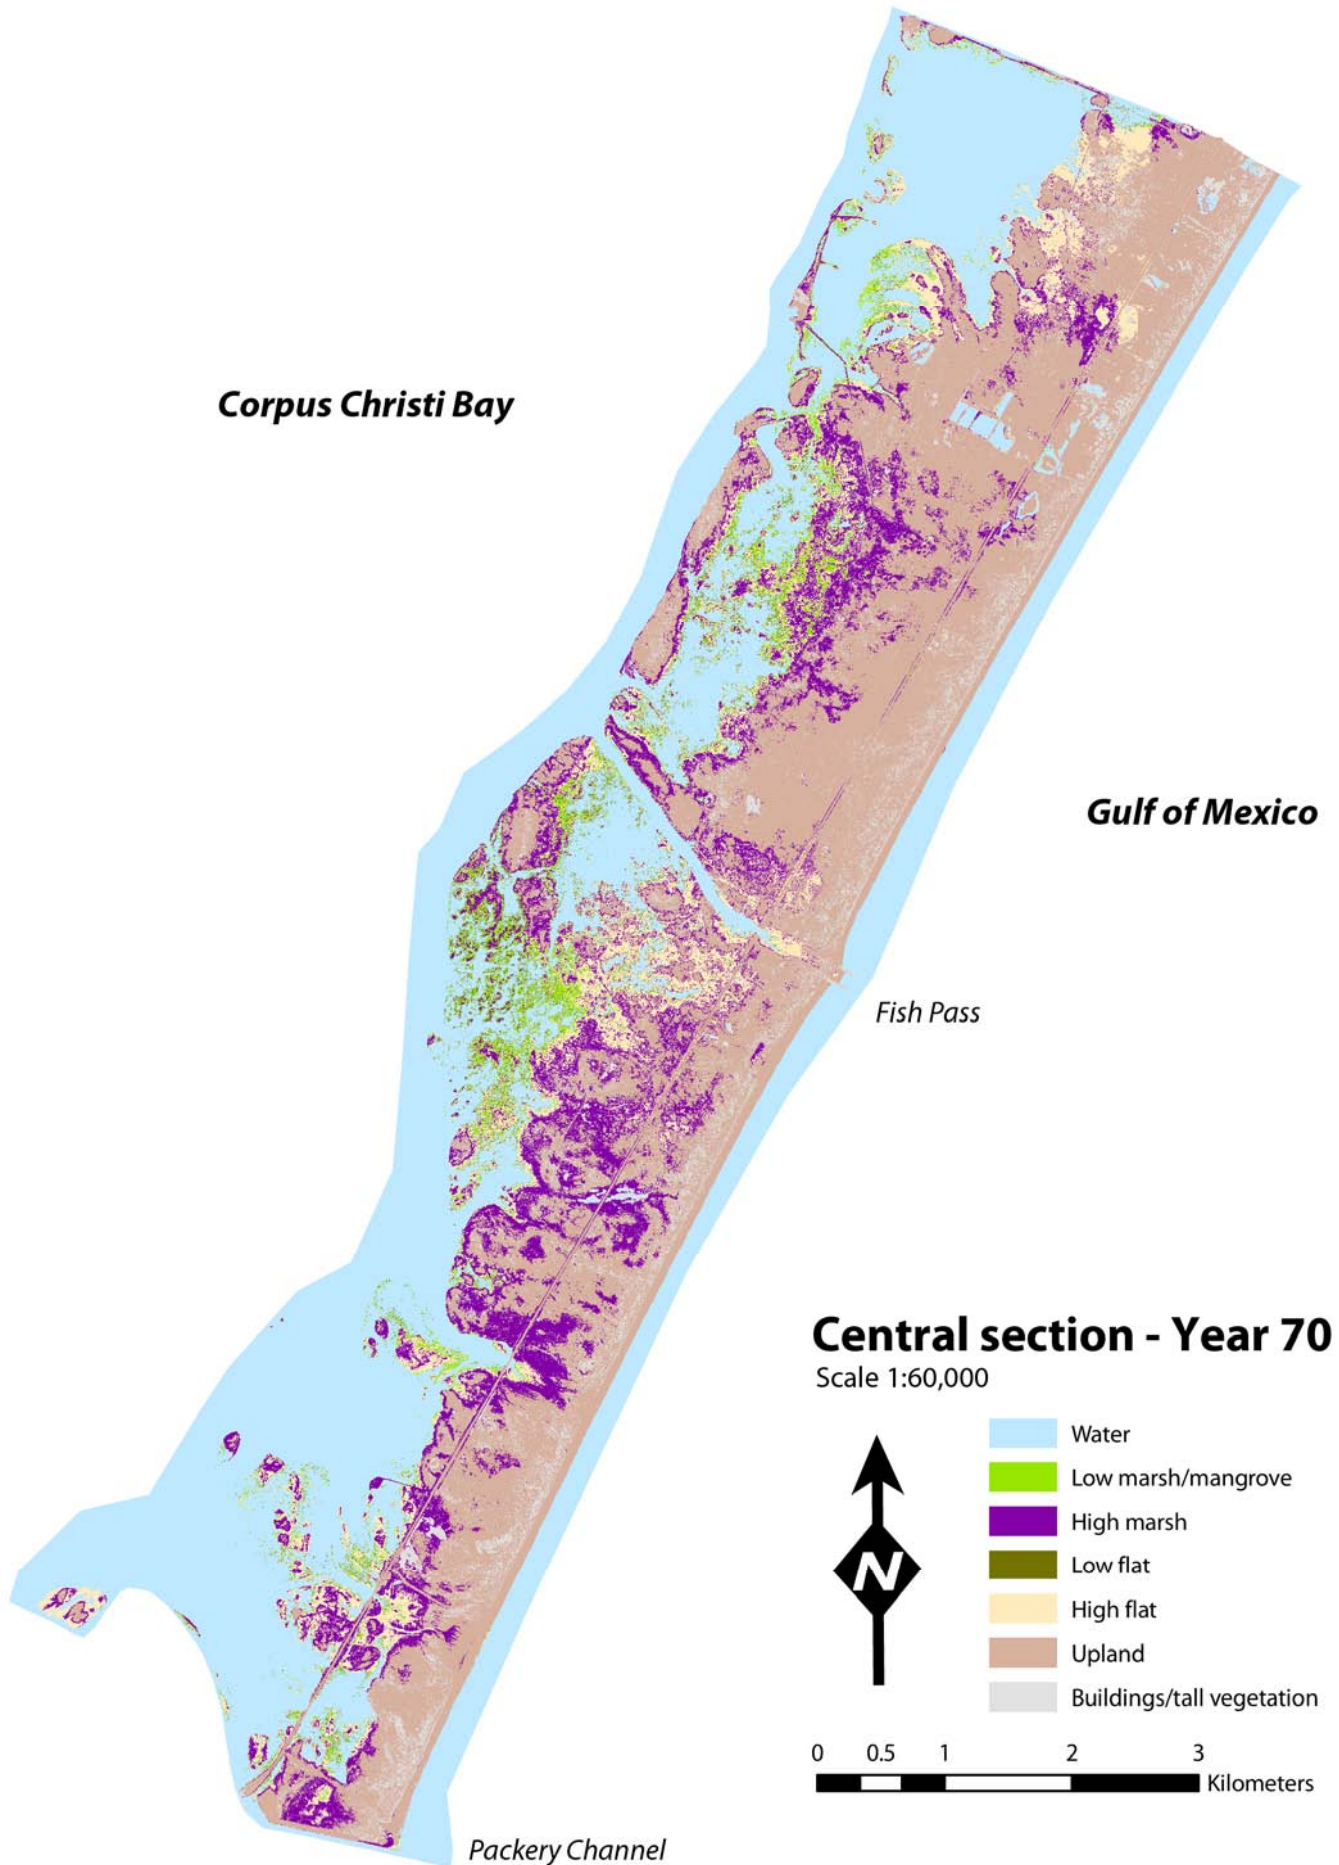 Corpus Christi Bay
Gulf of Mexico
Fish Pass
Central section - Year 70
Scale 1:60,000
N
Water
Low marsh/mangrove
High marsh
Low flat
High flat
Upland
Buildings/tall vegetation
0 0.5 1 2 3
Kilometers
Packery Channel